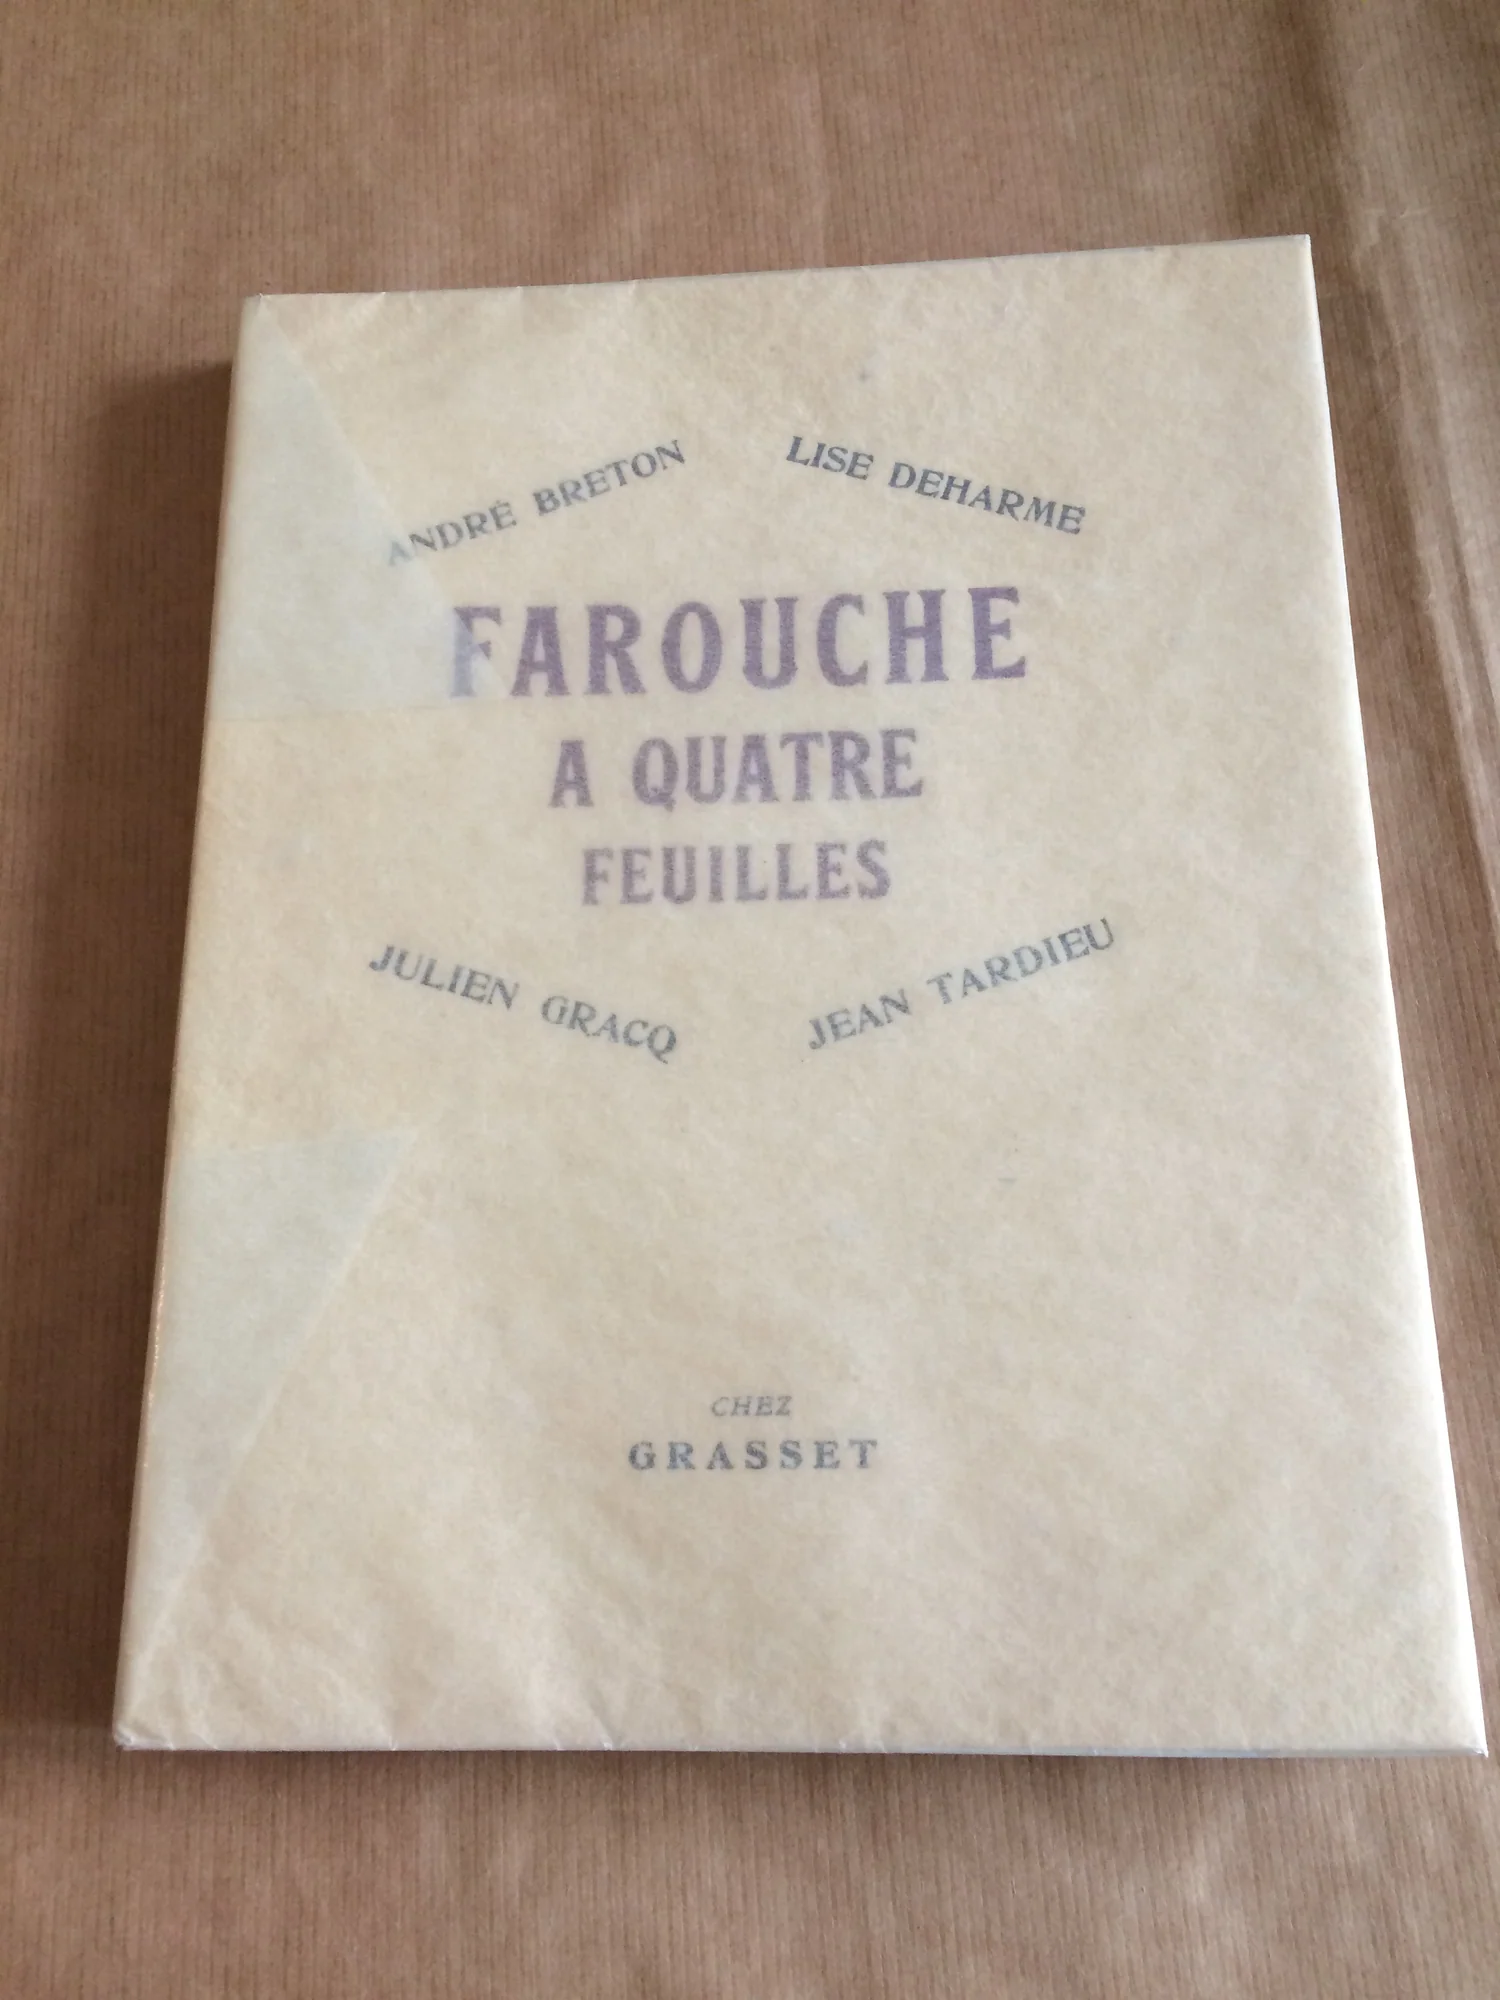 ANDRÉ BRETON
LISE DEHARME
FAROUCHE
A QUATRE
FEUILLES
JULIEN GRACQ
JEAN TARDIEU
CHEZ
GRASSET